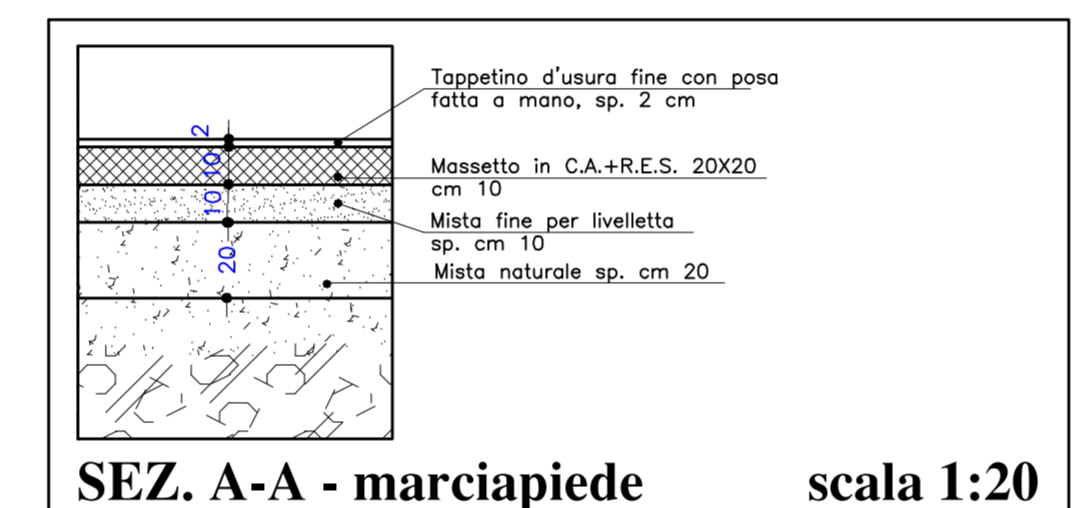 Tappetino d'usura fine con posa
fatta a mano, sp. 2 cm
2
Massetto in C.A.+R.E.S. 20X20
cm 10
10
Mista fine per livelletta
sp. cm 10
10
Mista naturale sp. cm 20
20
SEZ. A-A - marciapiede
scala 1:20